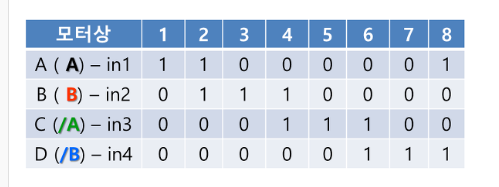 모터상 1 2 3 4 5 6 7 8
A ( A) – in1 1 1 0 0 0 0 0 1
B ( B) – in2 0 1 1 1 0 0 0 0
C (/A) – in3 0 0 0 1 1 1 0 0
D (/B) – in4 0 0 0 0 0 1 1 1